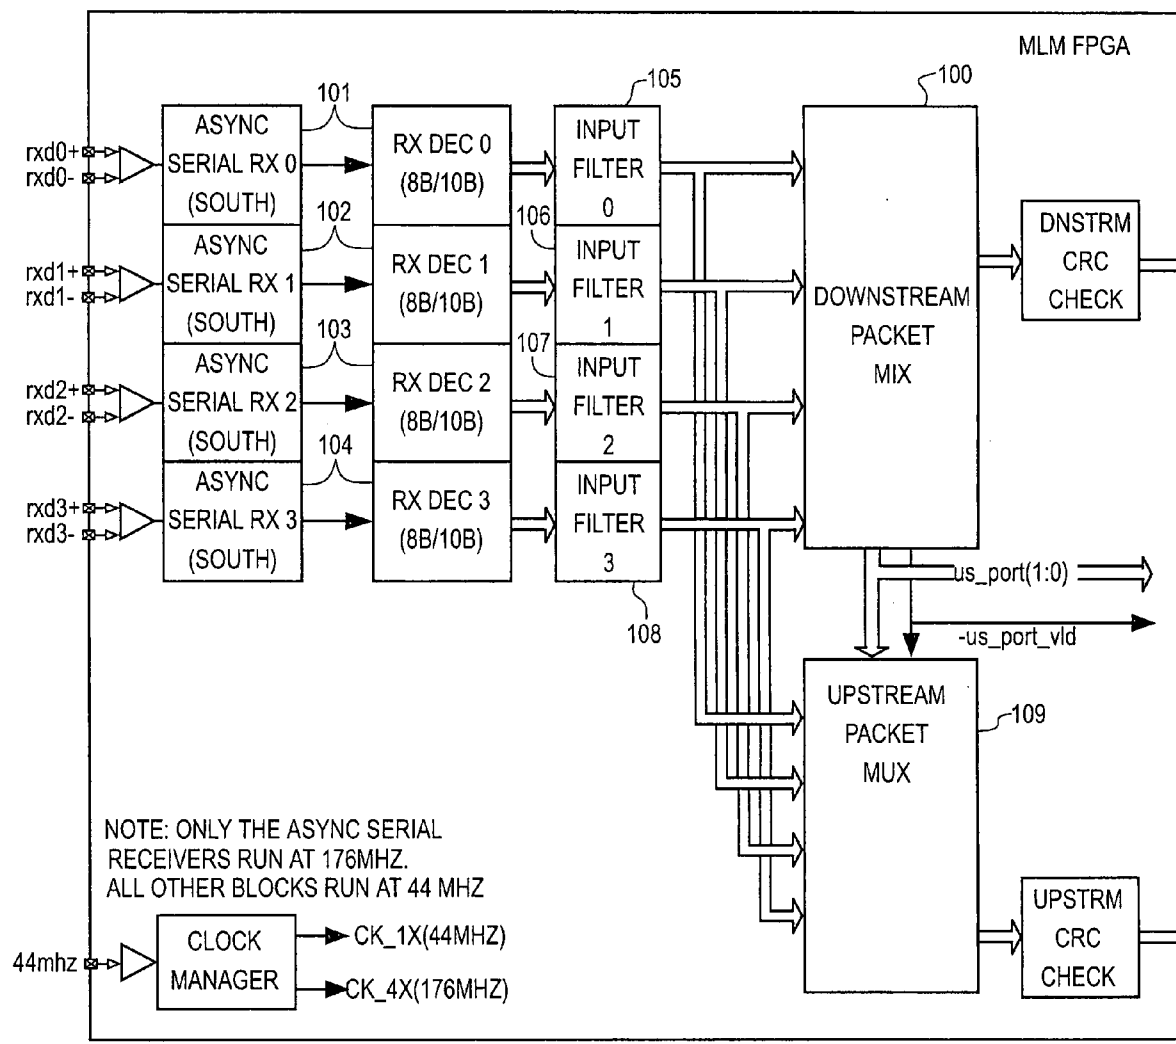 MLM FPGA
100
101
105
ASYNC
SERIAL RX 0
(SOUTH)
RX DEC 0
(8B/10B)
INPUT
FILTER
0
rxd0+
rxd0-
102
106
ASYNC
SERIAL RX 1
(SOUTH)
RX DEC 1
(8B/10B)
INPUT
FILTER
1
rxd1+
rxd1-
103
107
ASYNC
SERIAL RX 2
(SOUTH)
RX DEC 2
(8B/10B)
INPUT
FILTER
2
rxd2+
rxd2-
104
ASYNC
SERIAL RX 3
(SOUTH)
RX DEC 3
(8B/10B)
INPUT
FILTER
3
rxd3+
rxd3-
108
DOWNSTREAM
PACKET
MIX
DNSTRM
CRC
CHECK
us_port(1:0)
-us_port_vld
UPSTREAM
PACKET
MUX
109
UPSTRM
CRC
CHECK
NOTE: ONLY THE ASYNC SERIAL
RECEIVERS RUN AT 176MHZ.
ALL OTHER BLOCKS RUN AT 44 MHZ
44mhz
CLOCK
MANAGER
CK_1X(44MHZ)
CK_4X(176MHZ)